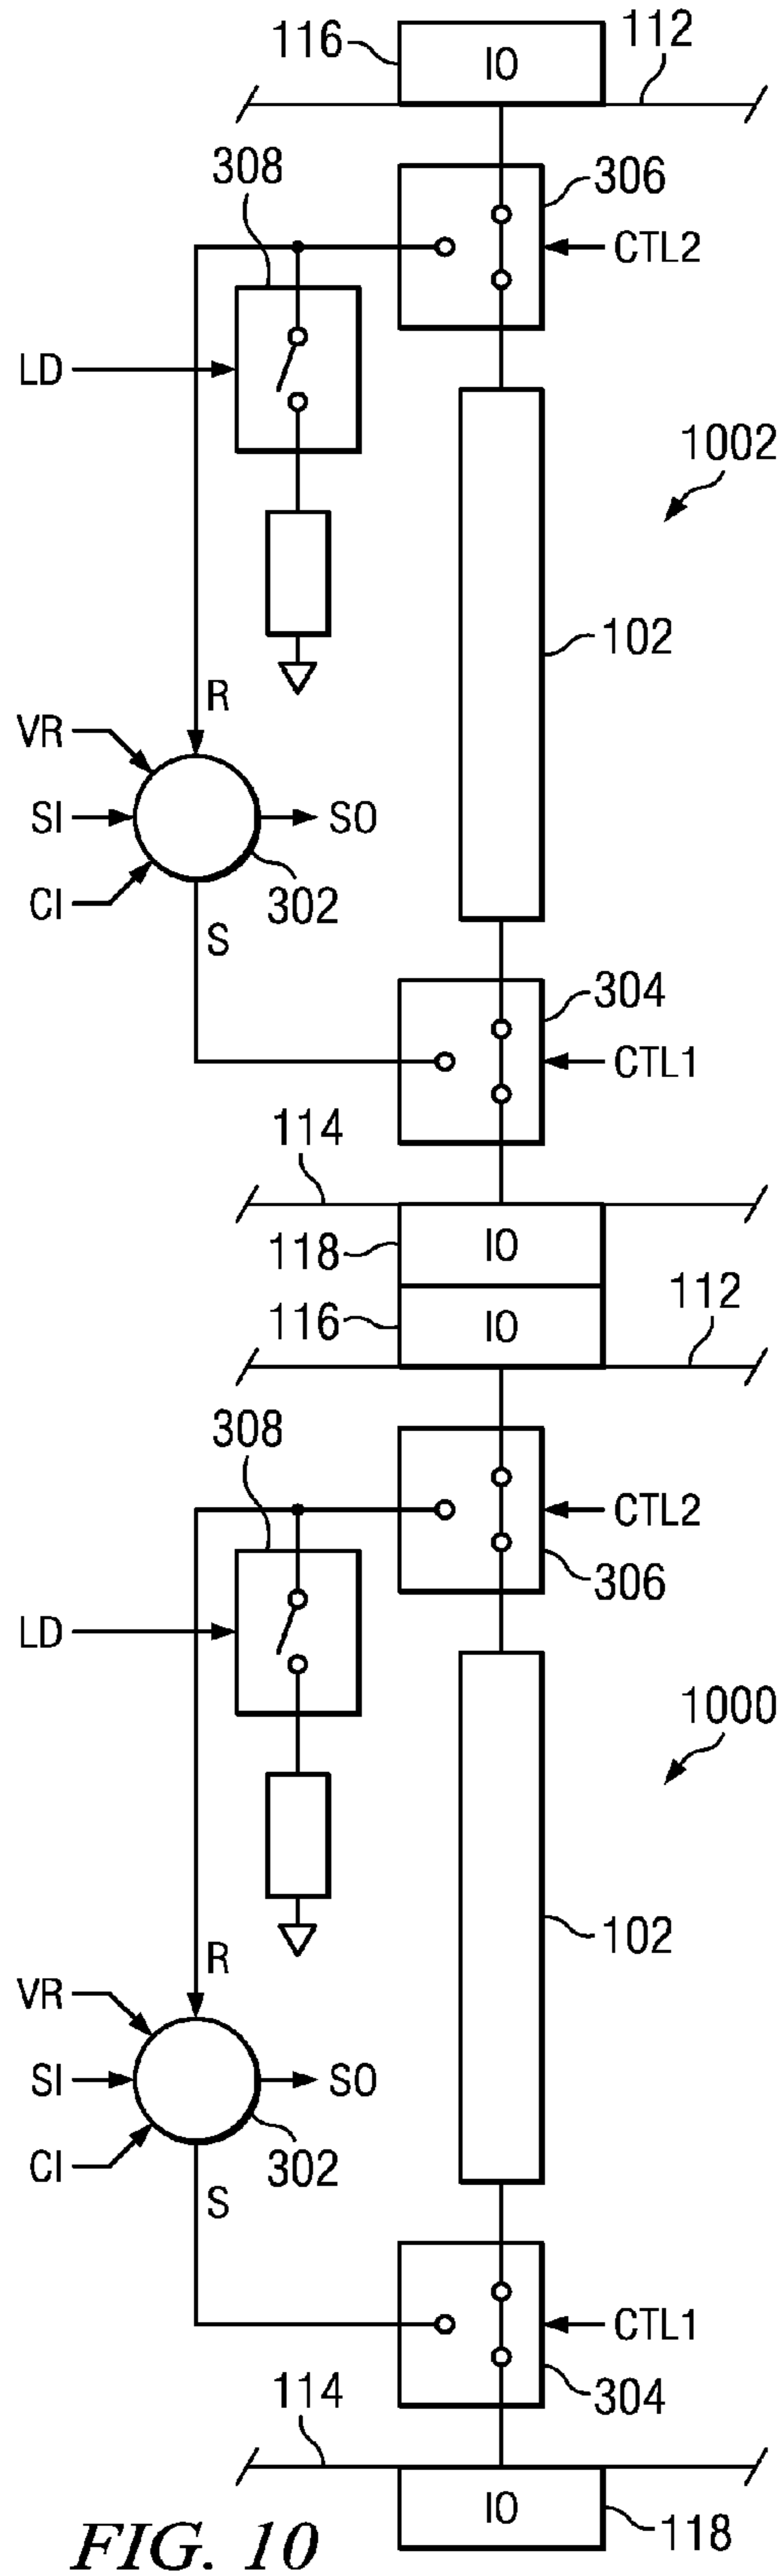 116
IO
112
308
306
CTL2
LD
1002
102
R
VR
SI
SO
CI
302
S
304
CTL1
114
118
IO
116
IO
112
308
CTL2
306
LD
1000
102
R
VR
SI
SO
CI
302
S
CTL1
304
114
IO
118
FIG. 10